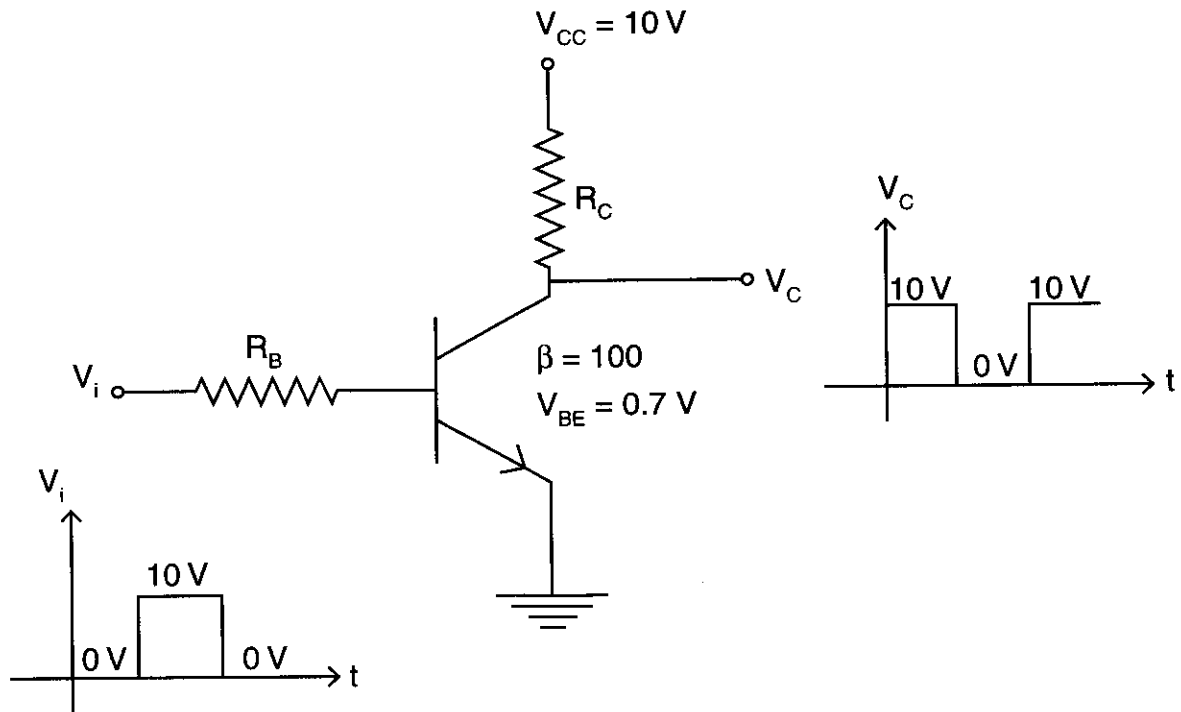 V_CC = 10 V
R_C
V_C
10 V
10 V
0 V
t
V_C
R_B
β = 100
V_BE = 0.7 V
V_i
V_i
10 V
0 V
0 V
t